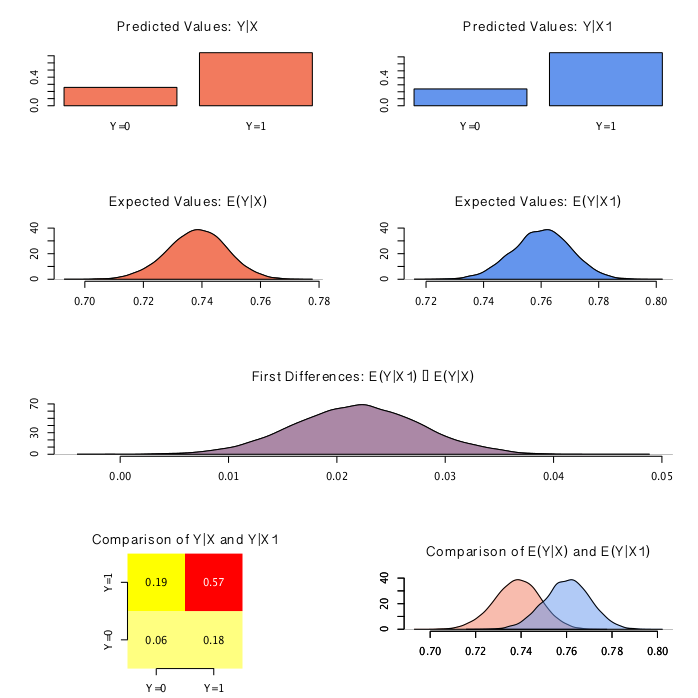 Predicted Values: Y|X
0.4
0.0
Y=0
Y=1
Predicted Values: Y|X1
0.4
0.0
Y=0
Y=1
Expected Values: E(Y|X)
40
20
0
0.70 0.72 0.74 0.76 0.78
Expected Values: E(Y|X1)
40
20
0
0.72 0.74 0.76 0.78 0.80
First Differences: E(Y|X1) ▯ E(Y|X)
70
30
0
0.00 0.01 0.02 0.03 0.04 0.05
Comparison of Y|X and Y|X1
Y=1
0.19 0.57
Y=0
0.06 0.18
Y=0 Y=1
Comparison of E(Y|X) and E(Y|X1)
40
20
0
0.70 0.72 0.74 0.76 0.78 0.80